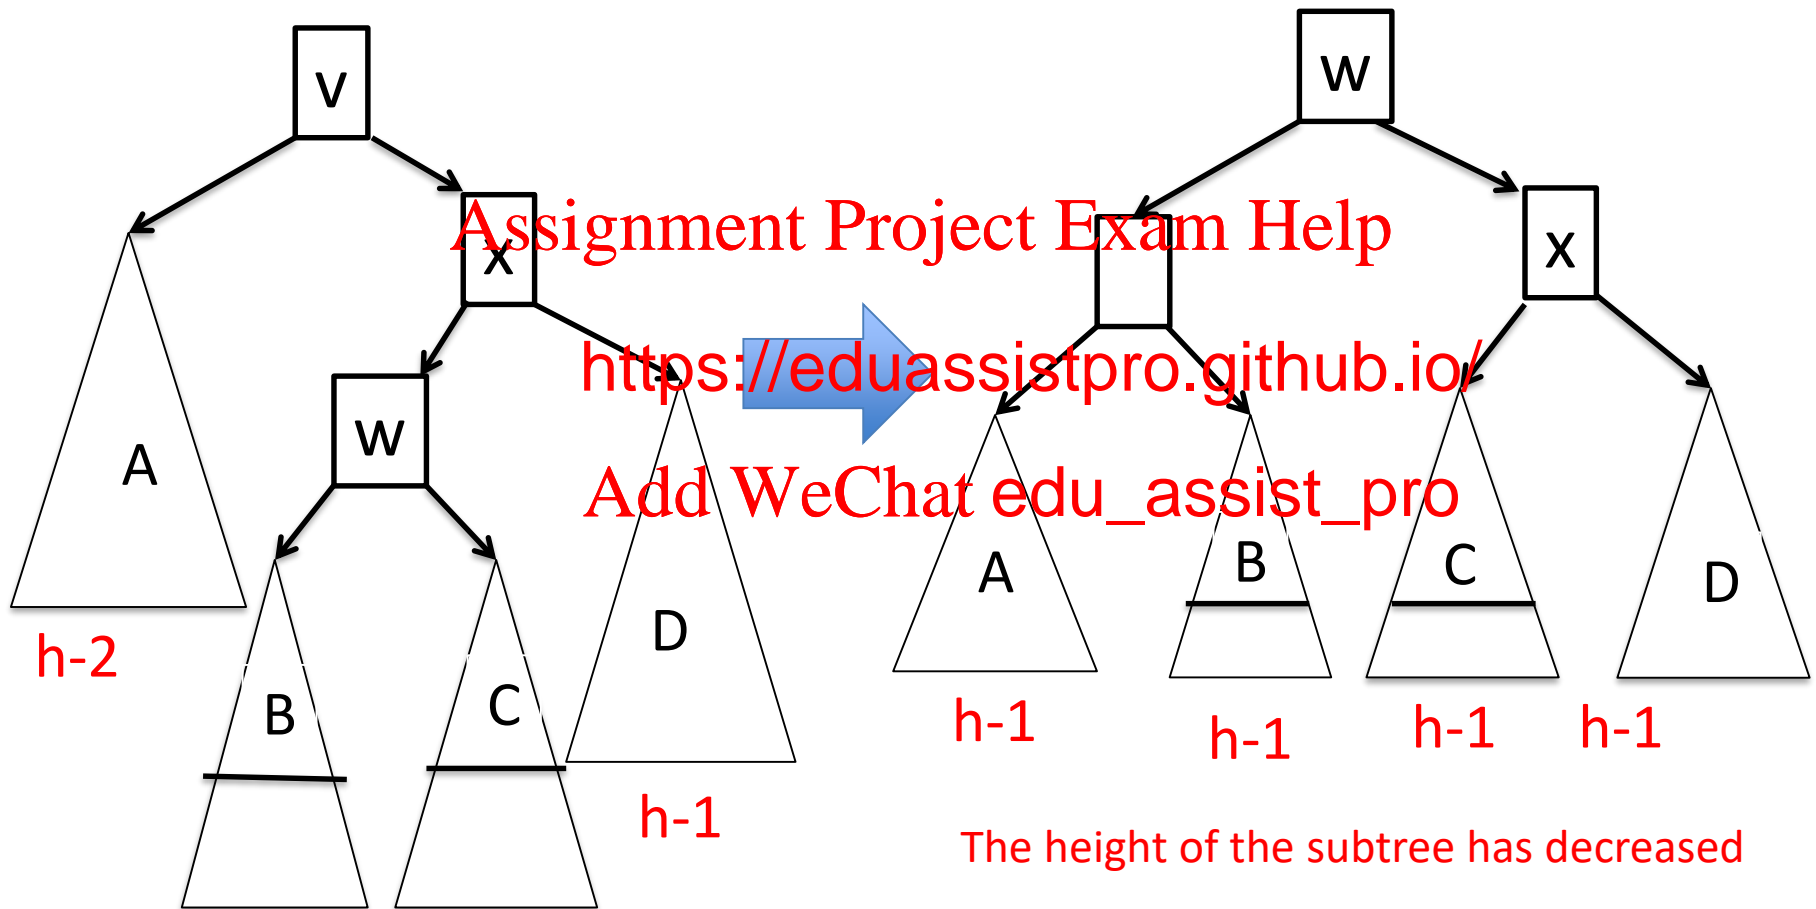 v
w
Assignment Project Exam Help
x
x
https://eduassistpro.github.io/
w
A
Add WeChat edu_assist_pro
B
C
A
D
D
h-2
B
C
h-1
h-1
h-1
h-1
h-1
The height of the subtree has decreased